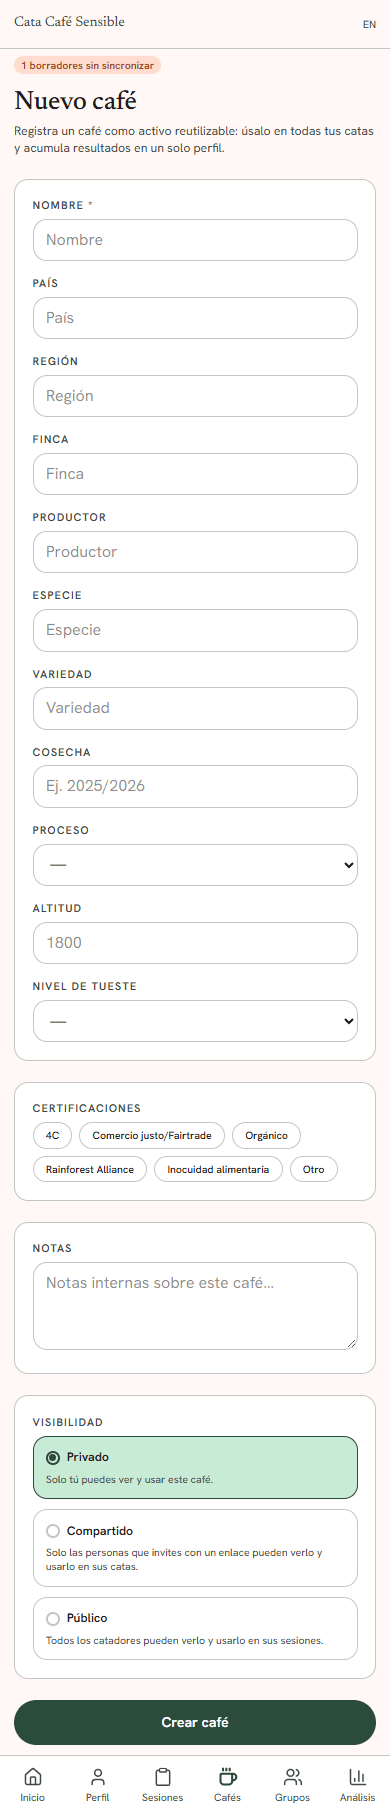 Cata Café Sensible
EN
1 borradores sin sincronizar
Nuevo café
Registra un café como activo reutilizable: úsalo en todas tus catas
y acumula resultados en un solo perfil.
NOMBRE *
Nombre
PAÍS
País
REGIÓN
Región
FINCA
Finca
PRODUCTOR
Productor
ESPECIE
Especie
VARIEDAD
Variedad
COSECHA
Ej. 2025/2026
PROCESO
—
ALTITUD
1800
NIVEL DE TUESTE
—
CERTIFICACIONES
4C
Comercio justo/Fairtrade
Orgánico
Rainforest Alliance
Inocuidad alimentaria
Otro
NOTAS
Notas internas sobre este café...
VISIBILIDAD
Privado
Solo tú puedes ver y usar este café.
Compartido
Solo las personas que invites con un enlace pueden verlo y
usarlo en sus catas.
Público
Todos los catadores pueden verlo y usarlo en sus sesiones.
Crear café
Inicio
Perfil
Sesiones
Cafés
Grupos
Análisis